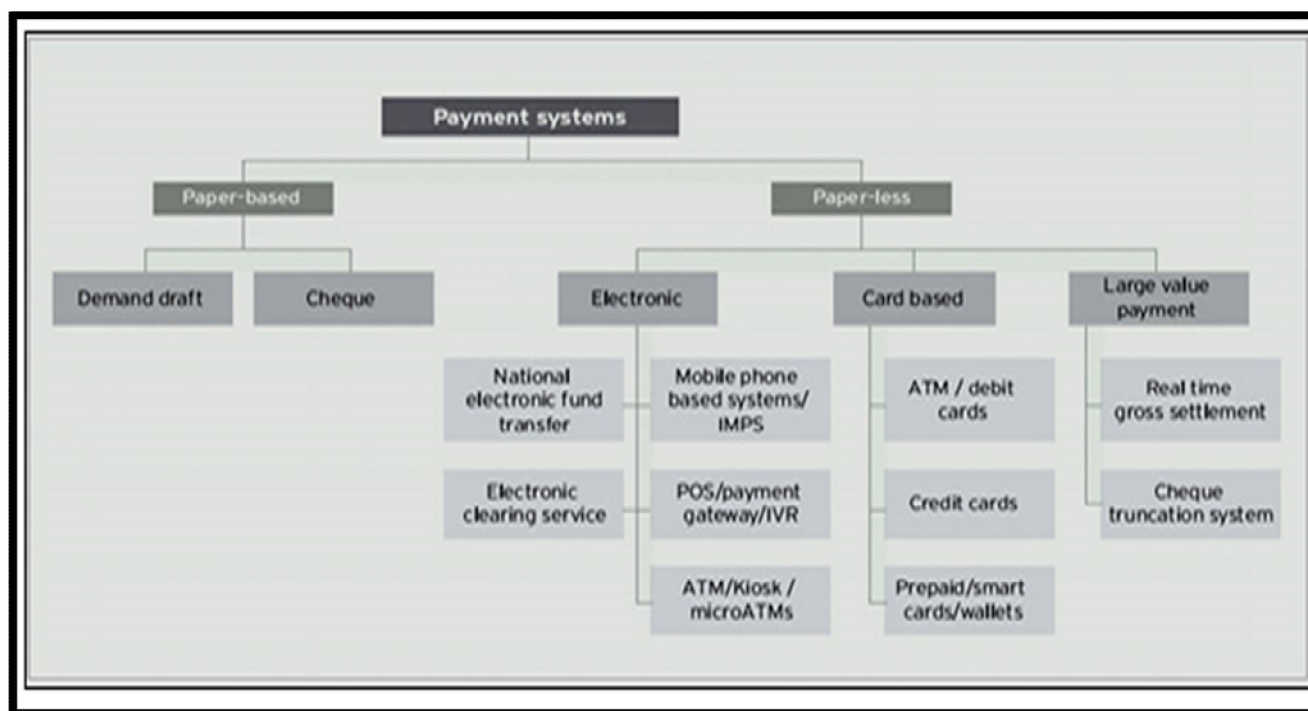 Payment systems
Paper-based
Paper-less
Demand draft
Cheque
Electronic
Card based
Large value
payment
National
electronic fund
transfer
Mobile phone
based systems/
IMPS
ATM / debit
cards
Real time
gross settlement
Electronic
clearing service
POS/payment
gateway/IVR
Credit cards
Cheque
truncation system
ATM/Kiosk /
microATMs
Prepaid/smart
cards/wallets